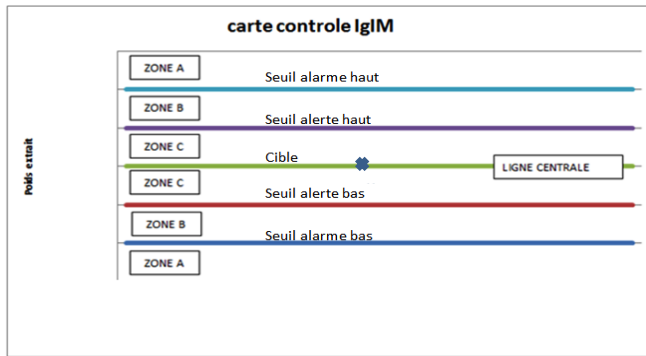 carte controle IgIM
ZONE A
Seuil alarme haut
ZONE B
Seuil alerte haut
ZONE C
Cible
LIGNE CENTRALE
ZONE C
Seuil alerte bas
ZONE B
Seuil alarme bas
ZONE A
Poids extrait